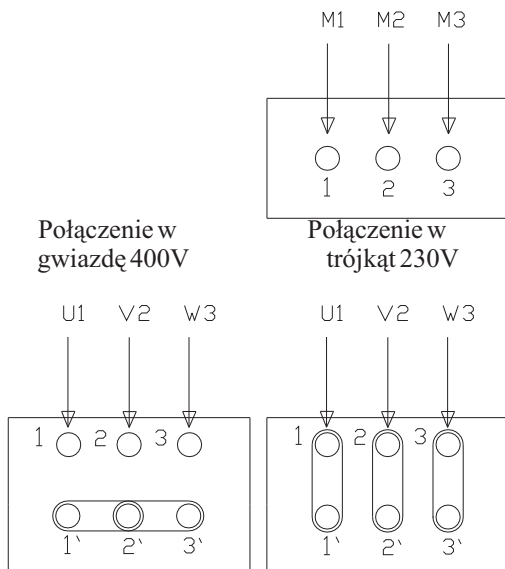 M1 M2 M3
1 2 3
Połączenie w
gwiazdę 400V
Połączenie w
trójkąt 230V
U1 V2 W3
U1 V2 W3
1 2 3
1 2 3
1` 2` 3`
1` 2` 3`